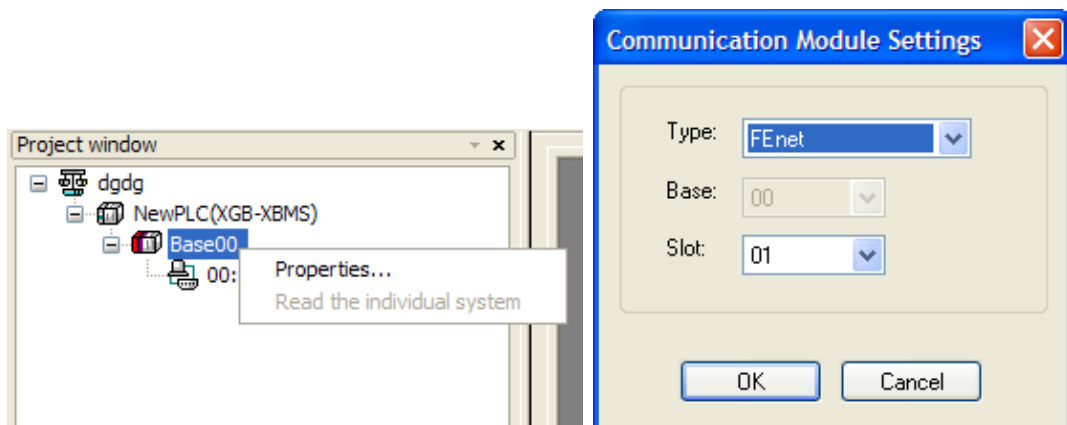 Project window
dgdg
NewPLC(XGB-XBMS)
Base00
00:
Properties...
Read the individual system
Communication Module Settings
Type: FEnet
Base: 00
Slot: 01
OK Cancel